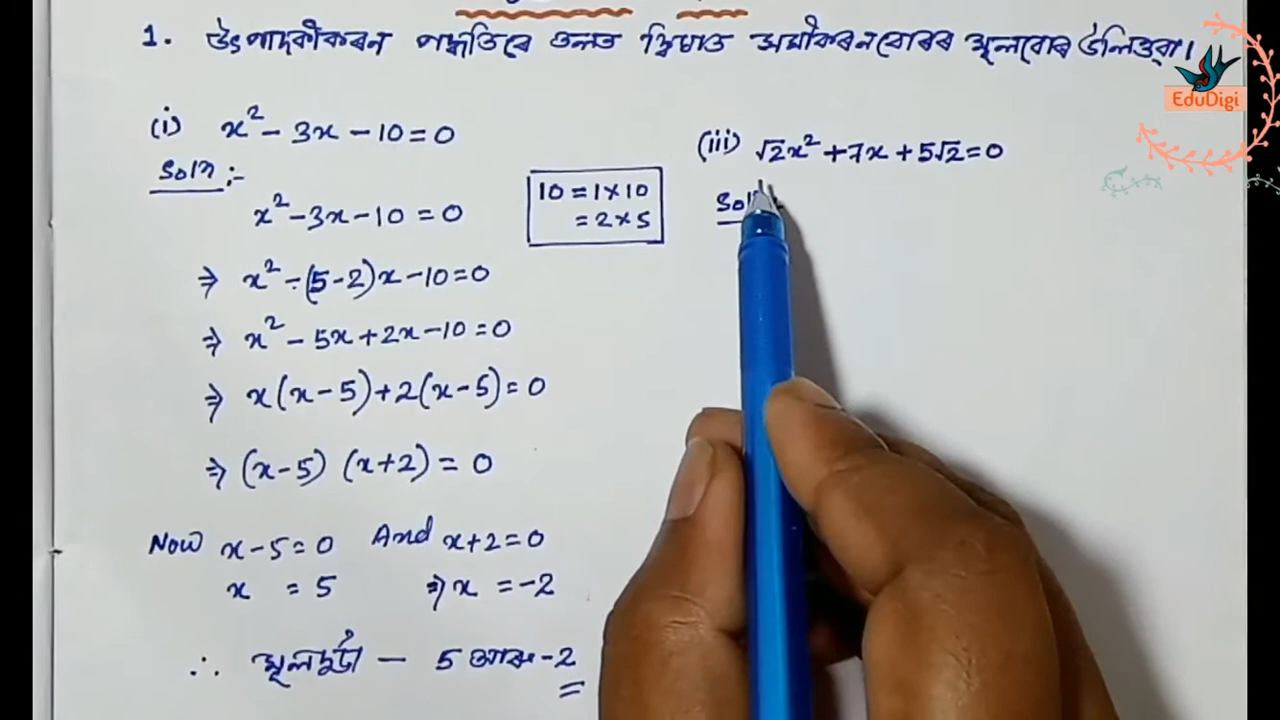 1. উৎপাদকীকৰন পদ্ধতিৰে তলত দ্বিঘাত সমীকৰনবোৰৰ মূলবোৰ উলিওৱা।
EduDigi
(i) x² - 3x - 10 = 0
Soln :-
x² - 3x - 10 = 0
10 = 1 × 10
= 2 × 5
⇒ x² - (5-2)x - 10 = 0
⇒ x² - 5x + 2x - 10 = 0
⇒ x(x - 5) + 2(x - 5) = 0
⇒ (x - 5) (x + 2) = 0
Now x - 5 = 0 And x + 2 = 0
x = 5 ⇒ x = -2
∴ মূলদুটা — 5 আৰু -2
(iii) √2x² + 7x + 5√2 = 0